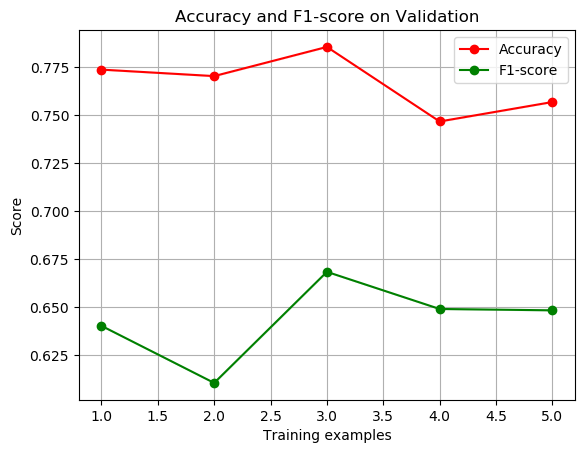 Accuracy and F1-score on Validation
Accuracy
F1-score
0.775
0.750
0.725
0.700
0.675
0.650
0.625
Score
1.0 1.5 2.0 2.5 3.0 3.5 4.0 4.5 5.0
Training examples